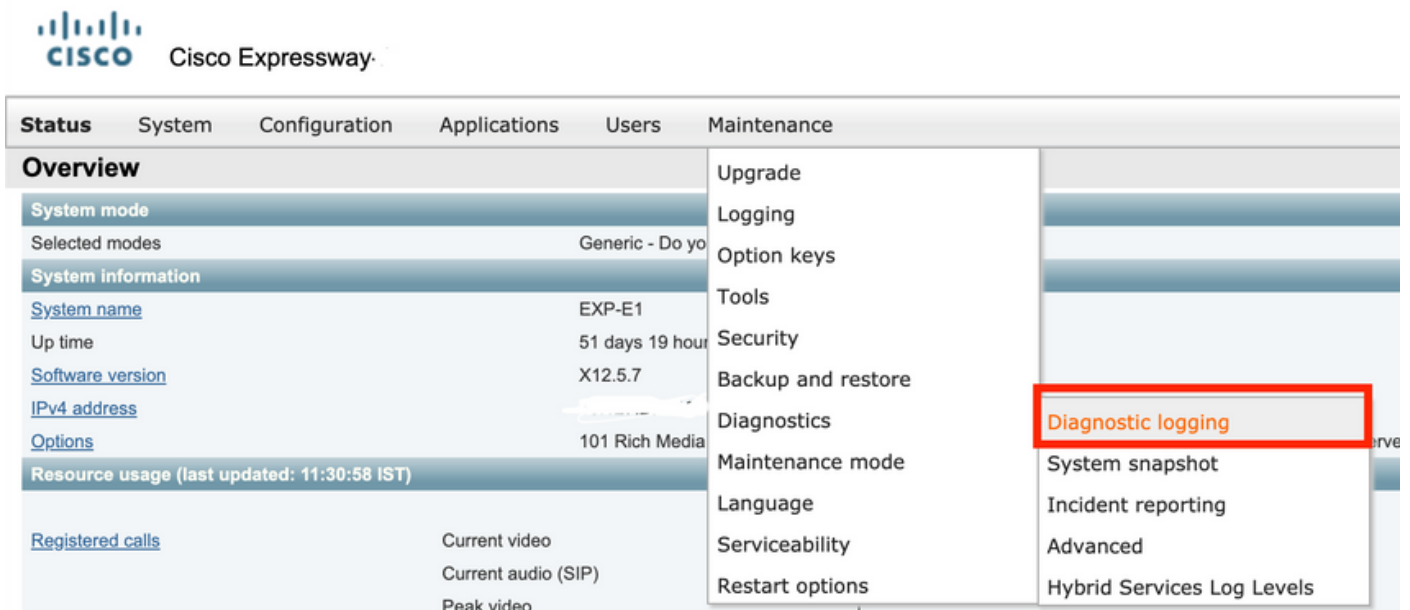 CISCO Cisco Expressway
Status System Configuration Applications Users Maintenance
Overview
System mode
Selected modes Generic - Do yo
System information
System name EXP-E1
Up time 51 days 19 hour
Software version X12.5.7
IPv4 address
Options 101 Rich Media
Resource usage (last updated: 11:30:58 IST)
Registered calls Current video
Current audio (SIP)
Peak video
Upgrade
Logging
Option keys
Tools
Security
Backup and restore
Diagnostics
Maintenance mode
Language
Serviceability
Restart options
Diagnostic logging
System snapshot
Incident reporting
Advanced
Hybrid Services Log Levels